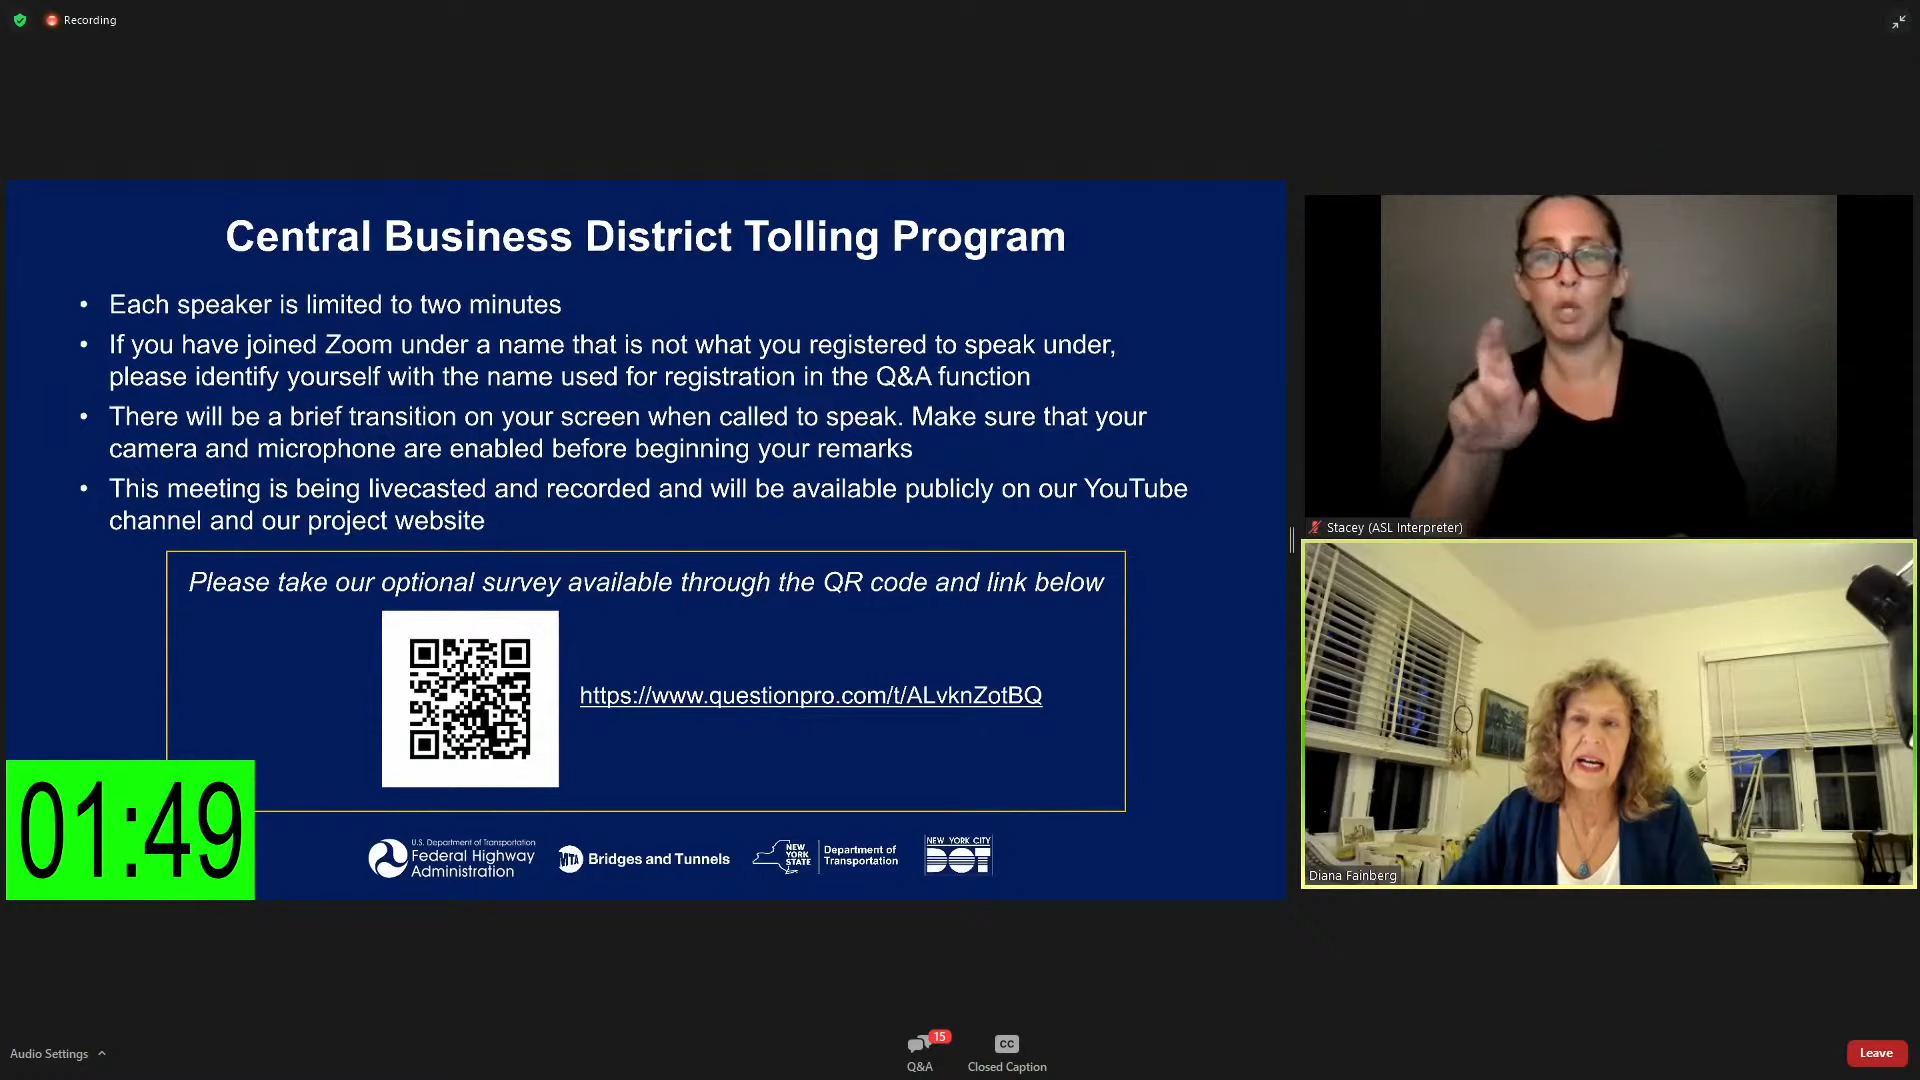 Recording
Central Business District Tolling Program
• Each speaker is limited to two minutes
• If you have joined Zoom under a name that is not what you registered to speak under,
please identify yourself with the name used for registration in the Q&A function
• There will be a brief transition on your screen when called to speak. Make sure that your
camera and microphone are enabled before beginning your remarks
• This meeting is being livecasted and recorded and will be available publicly on our YouTube
channel and our project website
Please take our optional survey available through the QR code and link below
https://www.questionpro.com/t/ALvknZotBQ
01:49
U.S. Department of Transportation
Federal Highway
Administration
MTA Bridges and Tunnels
NEW
YORK
STATE
Department of
Transportation
NEW YORK CITY
DOT
Stacey (ASL Interpreter)
Diana Fainberg
Audio Settings
15
Q&A
CC
Closed Caption
Leave